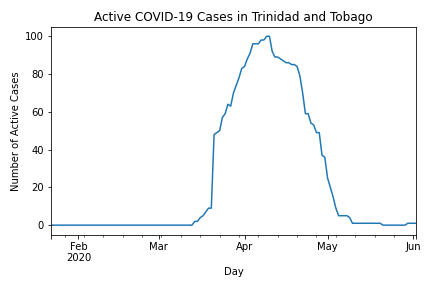 Active COVID-19 Cases in Trinidad and Tobago
Number of Active Cases
100
80
60
40
20
0
Feb Mar Apr May Jun
2020
Day